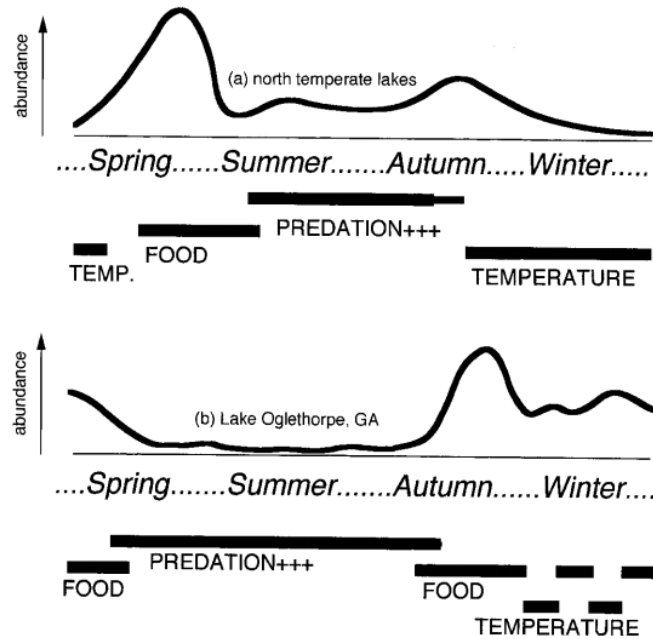 abundance
(a) north temperate lakes
....Spring......Summer.......Autumn.....Winter.....
PREDATION+++
FOOD
TEMP.
TEMPERATURE
abundance
(b) Lake Oglethorpe, GA
....Spring.......Summer.......Autumn......Winter....
PREDATION+++
FOOD
FOOD
TEMPERATURE